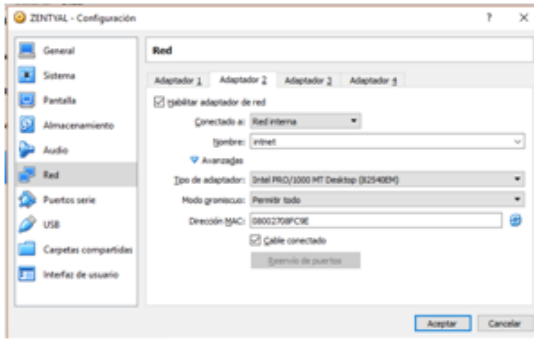 ZENTYAL - Configuración
?
General
Sistema
Pantalla
Almacenamiento
Audio
Red
Puertos serie
USB
Carpetas compartidas
Interfaz de usuario
Red
Adaptador 1 Adaptador 2 Adaptador 3 Adaptador 4
Habilitar adaptador de red
Conectado a: Red interna
Nombre: intnet
Avanzadas
Tipo de adaptador: Intel PRO/1000 MT Desktop (82540EM)
Modo promiscuo: Permitir todo
Dirección MAC: 08002708FC9E
Cable conectado
Reenvío de puertos
Aceptar Cancelar